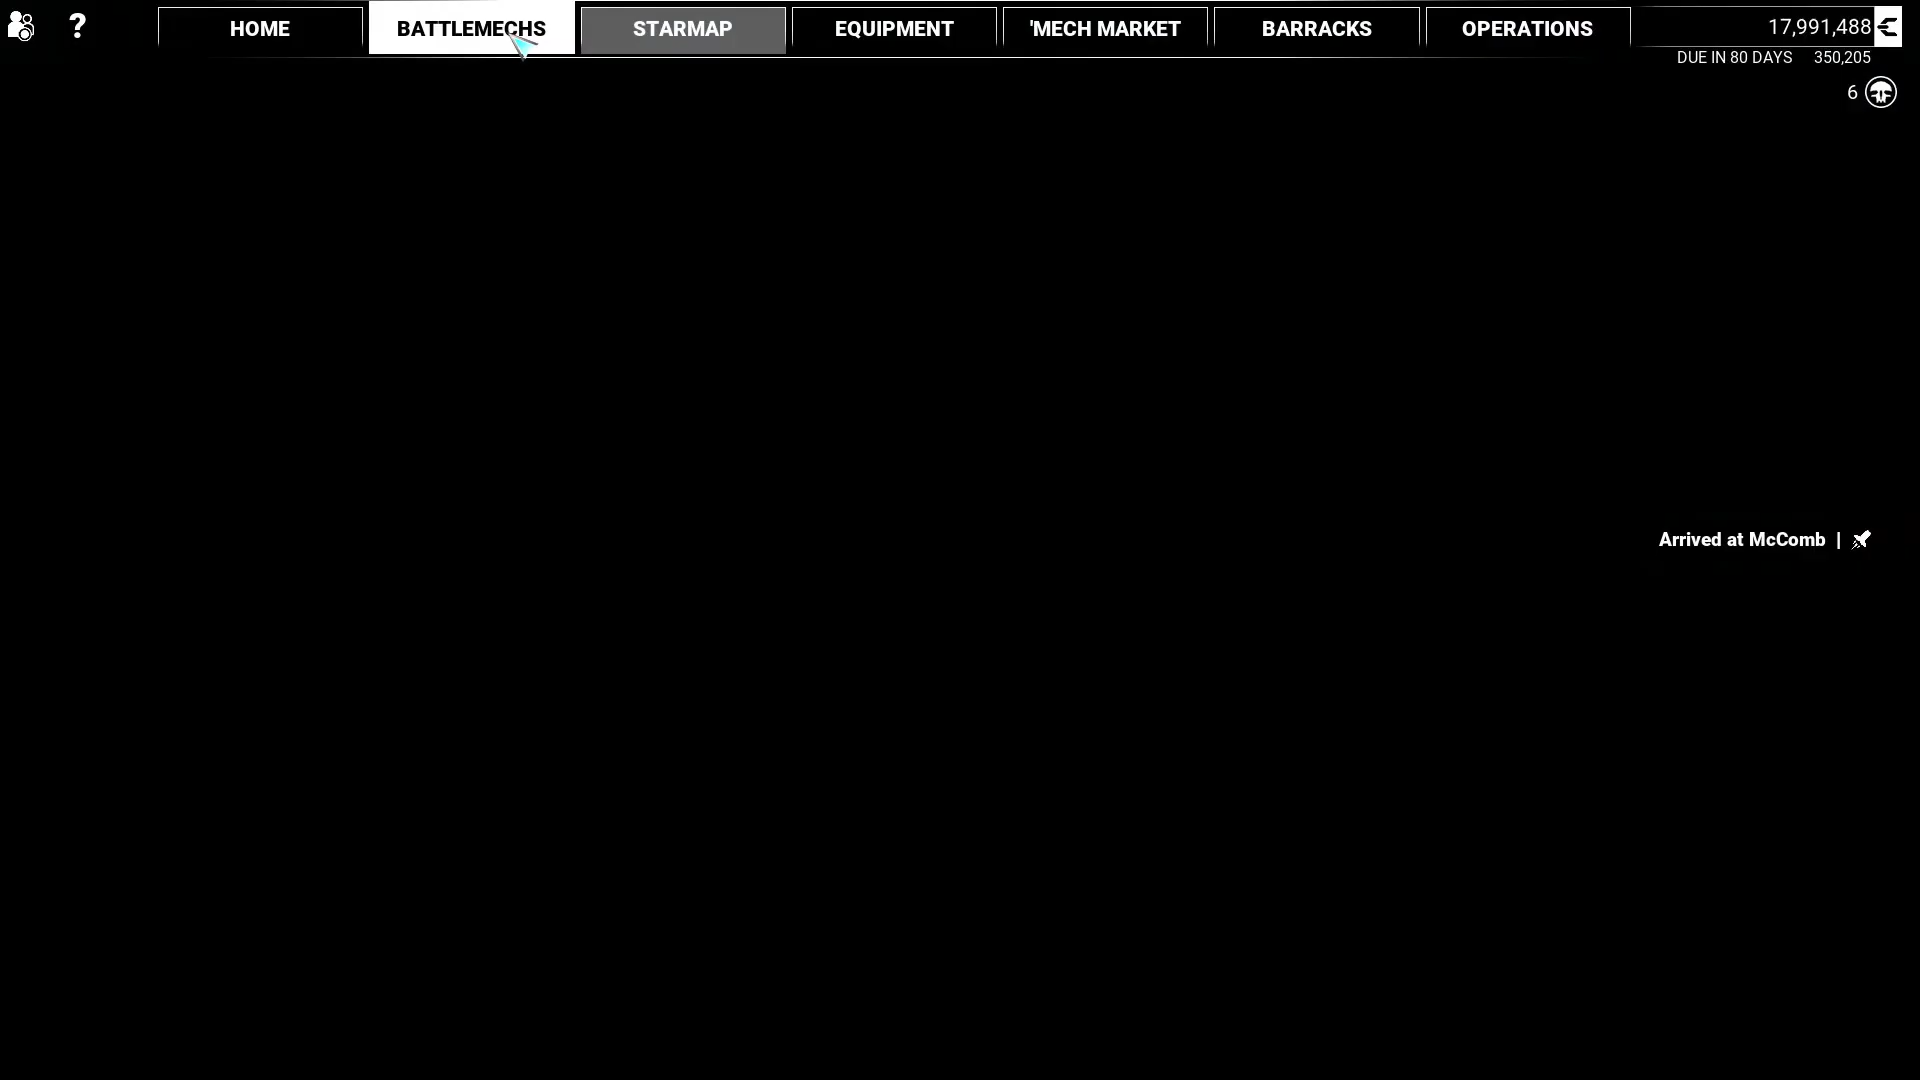 ?
HOME
BATTLEMECHS
STARMAP
EQUIPMENT
'MECH MARKET
BARRACKS
OPERATIONS
17,991,488
DUE IN 80 DAYS 350,205
6
Arrived at McComb |